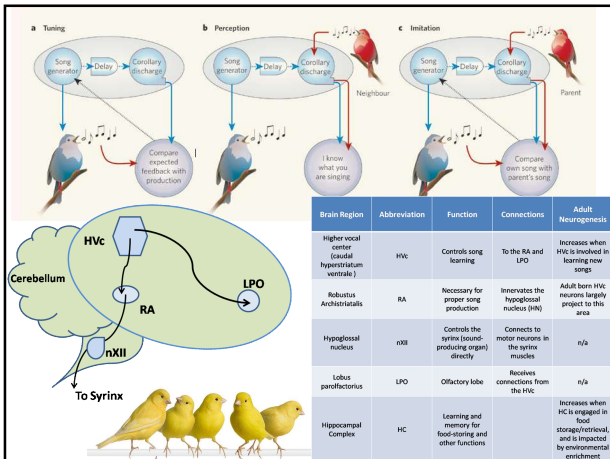 a Tuning
Song
generator
Delay
Corollary
discharge
Compare
expected
feedback with
production
b Perception
Song
generator
Delay
Corollary
discharge
Neighbour
I know
what you
are singing
c Imitation
Song
generator
Delay
Corollary
discharge
Parent
Compare
own song with
parent's song
HVc
Cerebellum
LPO
RA
nXII
To Syrinx
Brain Region
Abbreviation
Function
Connections
Adult
Neurogenesis
Higher vocal
center
(caudal
hyperstriatum
ventrale )
HVc
Controls song
learning
To the RA and
LPO
Increases when
HVc is involved in
learning new
songs
Robustus
Archistriatalis
RA
Necessary for
proper song
production
Innervates the
hypoglossal
nucleus (HN)
Adult born HVc
neurons largely
project to this
area
Hypoglossal
nucleus
nXII
Controls the
syrinx (sound-
producing organ)
directly
Connects to
motor neurons in
the syrinx
muscles
n/a
Lobus
parolfactorius
LPO
Olfactory lobe
Receives
connections from
the HVc
n/a
Hippocampal
Complex
HC
Learning and
memory for
food-storing and
other functions
Increases when
HC is engaged in
food
storage/retrieval,
and is impacted
by environmental
enrichment